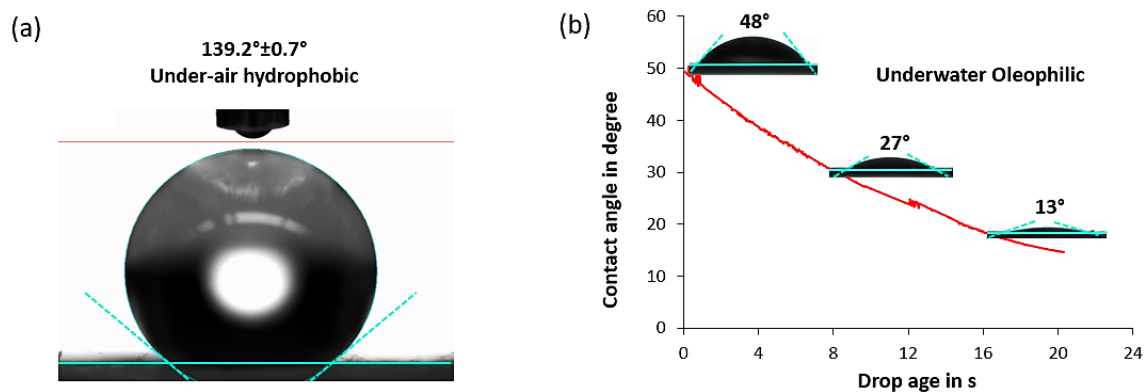 (a)
139.2°±0.7°
Under-air hydrophobic
(b)
Contact angle in degree
60
50
40
30
20
10
0
48°
Underwater Oleophilic
27°
13°
0 4 8 12 16 20 24
Drop age in s